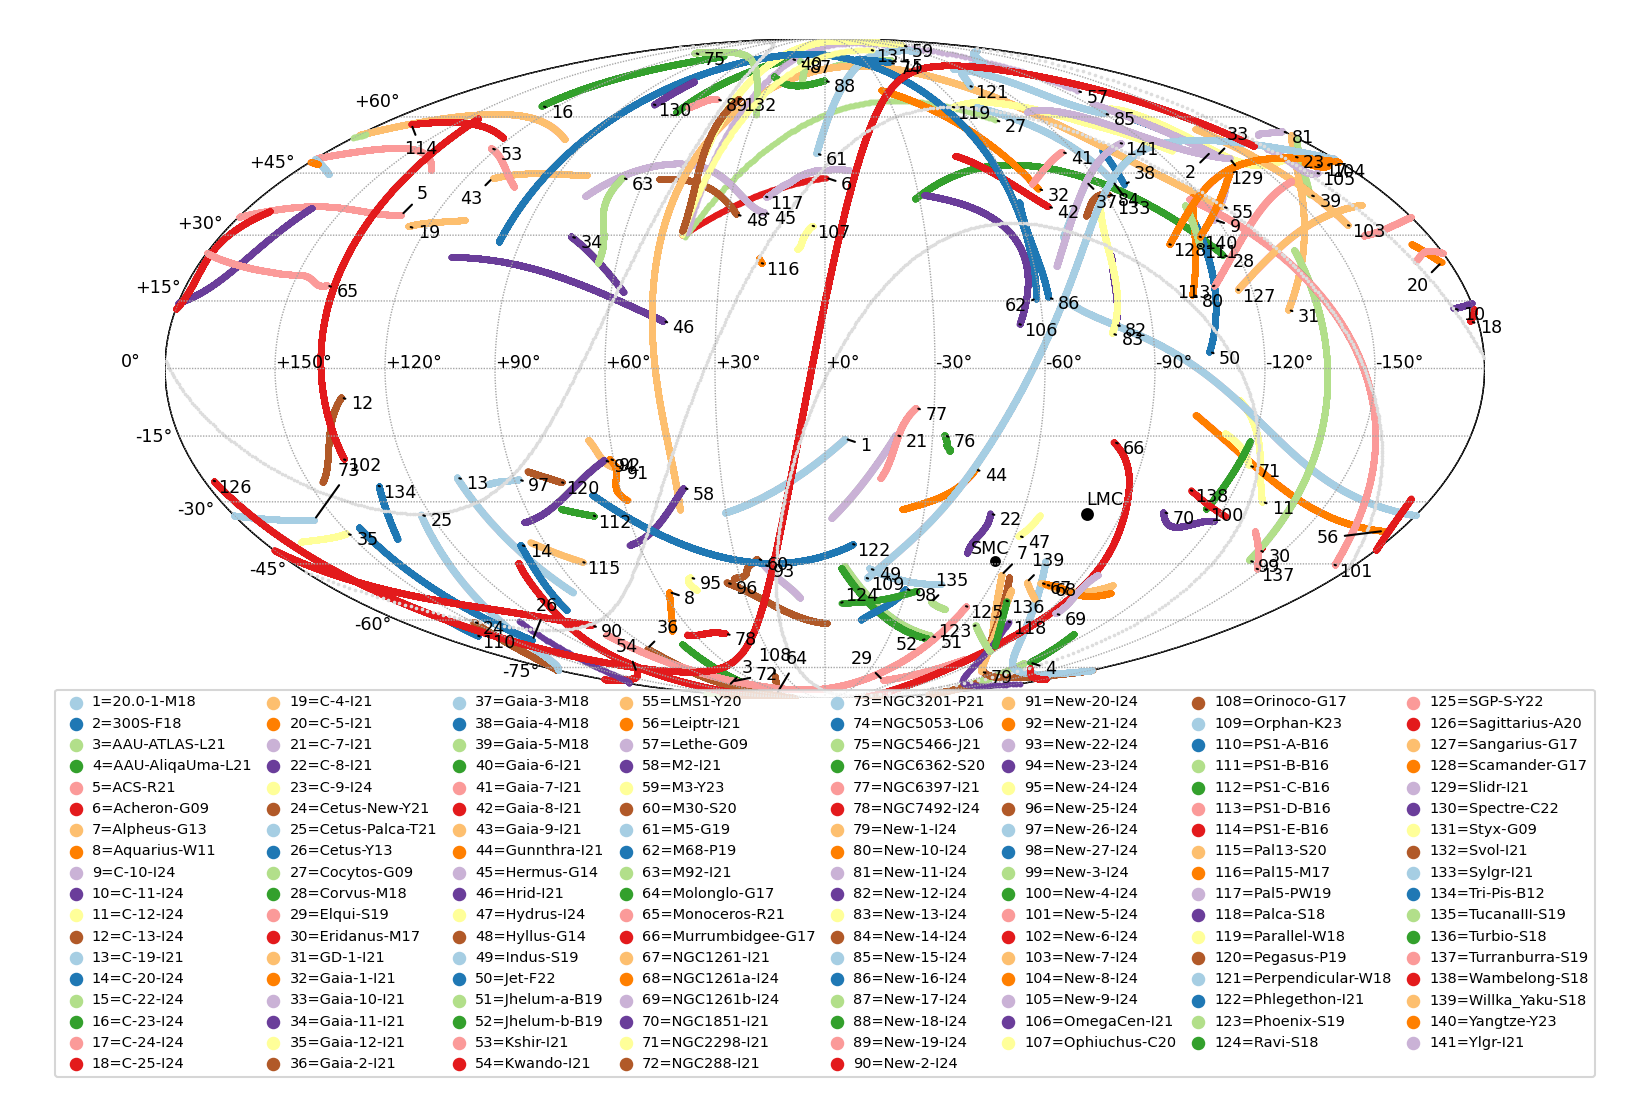 75 59 131 15
40 87
+60° 16 130 89 132 88 121 57
119 85
27
33 81
114 53 61 41 141 2 23 104
+45° 5 43 63 6 38 129 105
117 32 37 84 39
48 45 42 133 55
+30° 19 34 107 9 103
140
128 111
116 28
20
+15° 65 113 127
80
62 86 10
46 106 82 31 18
83
0° +150° +120° +90° +60° +30° +0° -30° -60° -90° -120° -150°
50
12 77
-15° 1 21 76 66
73 102 92
91 71
126 134 13 97 120 44
58 LMC 138
-30° 25 112 22 70 100 11
35 47 56
14 122 SMC 7 30
-45° 115 60 139 99
93 49 137 101
95 96 109 135 67
68
8 124 98 136
26 125 69
-60° 24 90 36 123 118
110 78 52 51
54 108 64 29
-75° 3 72 79 4
1=20.0-1-M18 19=C-4-I21 37=Gaia-3-M18 55=LMS1-Y20 73=NGC3201-P21 91=New-20-I24 108=Orinoco-G17 125=SGP-S-Y22
2=300S-F18 20=C-5-I21 38=Gaia-4-M18 56=Leiptr-I21 74=NGC5053-L06 92=New-21-I24 109=Orphan-K23 126=Sagittarius-A20
3=AAU-ATLAS-L21 21=C-7-I21 39=Gaia-5-M18 57=Lethe-G09 75=NGC5466-J21 93=New-22-I24 110=PS1-A-B16 127=Sangarius-G17
4=AAU-AliqaUma-L21 22=C-8-I21 40=Gaia-6-I21 58=M2-I21 76=NGC6362-S20 94=New-23-I24 111=PS1-B-B16 128=Scamander-G17
5=ACS-R21 23=C-9-I24 41=Gaia-7-I21 59=M3-Y23 77=NGC6397-I21 95=New-24-I24 112=PS1-C-B16 129=Slidr-I21
6=Acheron-G09 24=Cetus-New-Y21 42=Gaia-8-I21 60=M30-S20 78=NGC7492-I24 96=New-25-I24 113=PS1-D-B16 130=Spectre-C22
7=Alpheus-G13 25=Cetus-Palca-T21 43=Gaia-9-I21 61=M5-G19 79=New-1-I24 97=New-26-I24 114=PS1-E-B16 131=Styx-G09
8=Aquarius-W11 26=Cetus-Y13 44=Gunnthra-I21 62=M68-P19 80=New-10-I24 98=New-27-I24 115=Pal13-S20 132=Svol-I21
9=C-10-I24 27=Cocytos-G09 45=Hermus-G14 63=M92-I21 81=New-11-I24 99=New-3-I24 116=Pal15-M17 133=Sylgr-I21
10=C-11-I24 28=Corvus-M18 46=Hrid-I21 64=Molonglo-G17 82=New-12-I24 100=New-4-I24 117=Pal5-PW19 134=Tri-Pis-B12
11=C-12-I24 29=Elqui-S19 47=Hydrus-I24 65=Monoceros-R21 83=New-13-I24 101=New-5-I24 118=Palca-S18 135=TucanaIII-S19
12=C-13-I24 30=Eridanus-M17 48=Hyllus-G14 66=Murrumbidgee-G17 84=New-14-I24 102=New-6-I24 119=Parallel-W18 136=Turbio-S18
13=C-19-I21 31=GD-1-I21 49=Indus-S19 67=NGC1261-I21 85=New-15-I24 103=New-7-I24 120=Pegasus-P19 137=Turranburra-S19
14=C-20-I24 32=Gaia-1-I21 50=Jet-F22 68=NGC1261a-I24 86=New-16-I24 104=New-8-I24 121=Perpendicular-W18 138=Wambelong-S18
15=C-22-I24 33=Gaia-10-I21 51=Jhelum-a-B19 69=NGC1261b-I24 87=New-17-I24 105=New-9-I24 122=Phlegethon-I21 139=Willka_Yaku-S18
16=C-23-I24 34=Gaia-11-I21 52=Jhelum-b-B19 70=NGC1851-I21 88=New-18-I24 106=OmegaCen-I21 123=Phoenix-S19 140=Yangtze-Y23
17=C-24-I24 35=Gaia-12-I21 53=Kshir-I21 71=NGC2298-I21 89=New-19-I24 107=Ophiuchus-C20 124=Ravi-S18 141=Ylgr-I21
18=C-25-I24 36=Gaia-2-I21 54=Kwando-I21 72=NGC288-I21 90=New-2-I24